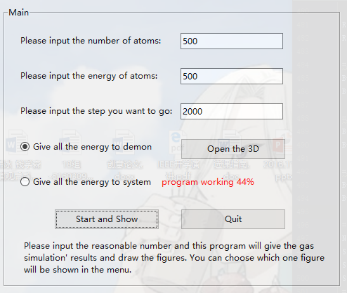 Main
Please input the number of atoms: 500
Please input the energy of atoms: 500
Please input the step you want to go: 2000
Give all the energy to demon Open the 3D
Give all the energy to system program working 44%
Start and Show Quit
Please input the reasonable number and this program will give the gas
simulation' results and draw the figures. You can choose which one figure
will be shown in the menu.